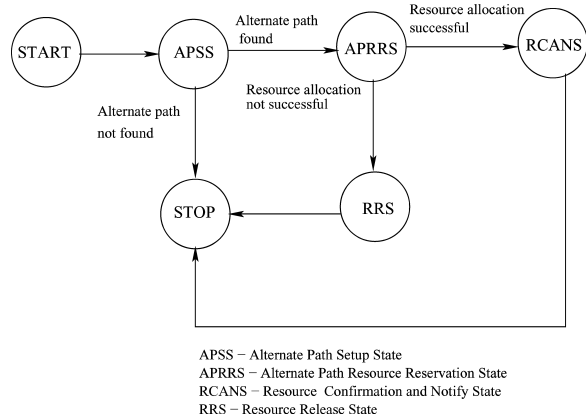 START
APSS
Alternate path
found
APRRS
Resource allocation
successful
RCANS
Alternate path
not found
Resource allocation
not successful
STOP
RRS
APSS − Alternate Path Setup State
APRRS − Alternate Path Resource Reservation State
RCANS − Resource Confirmation and Notify State
RRS − Resource Release State